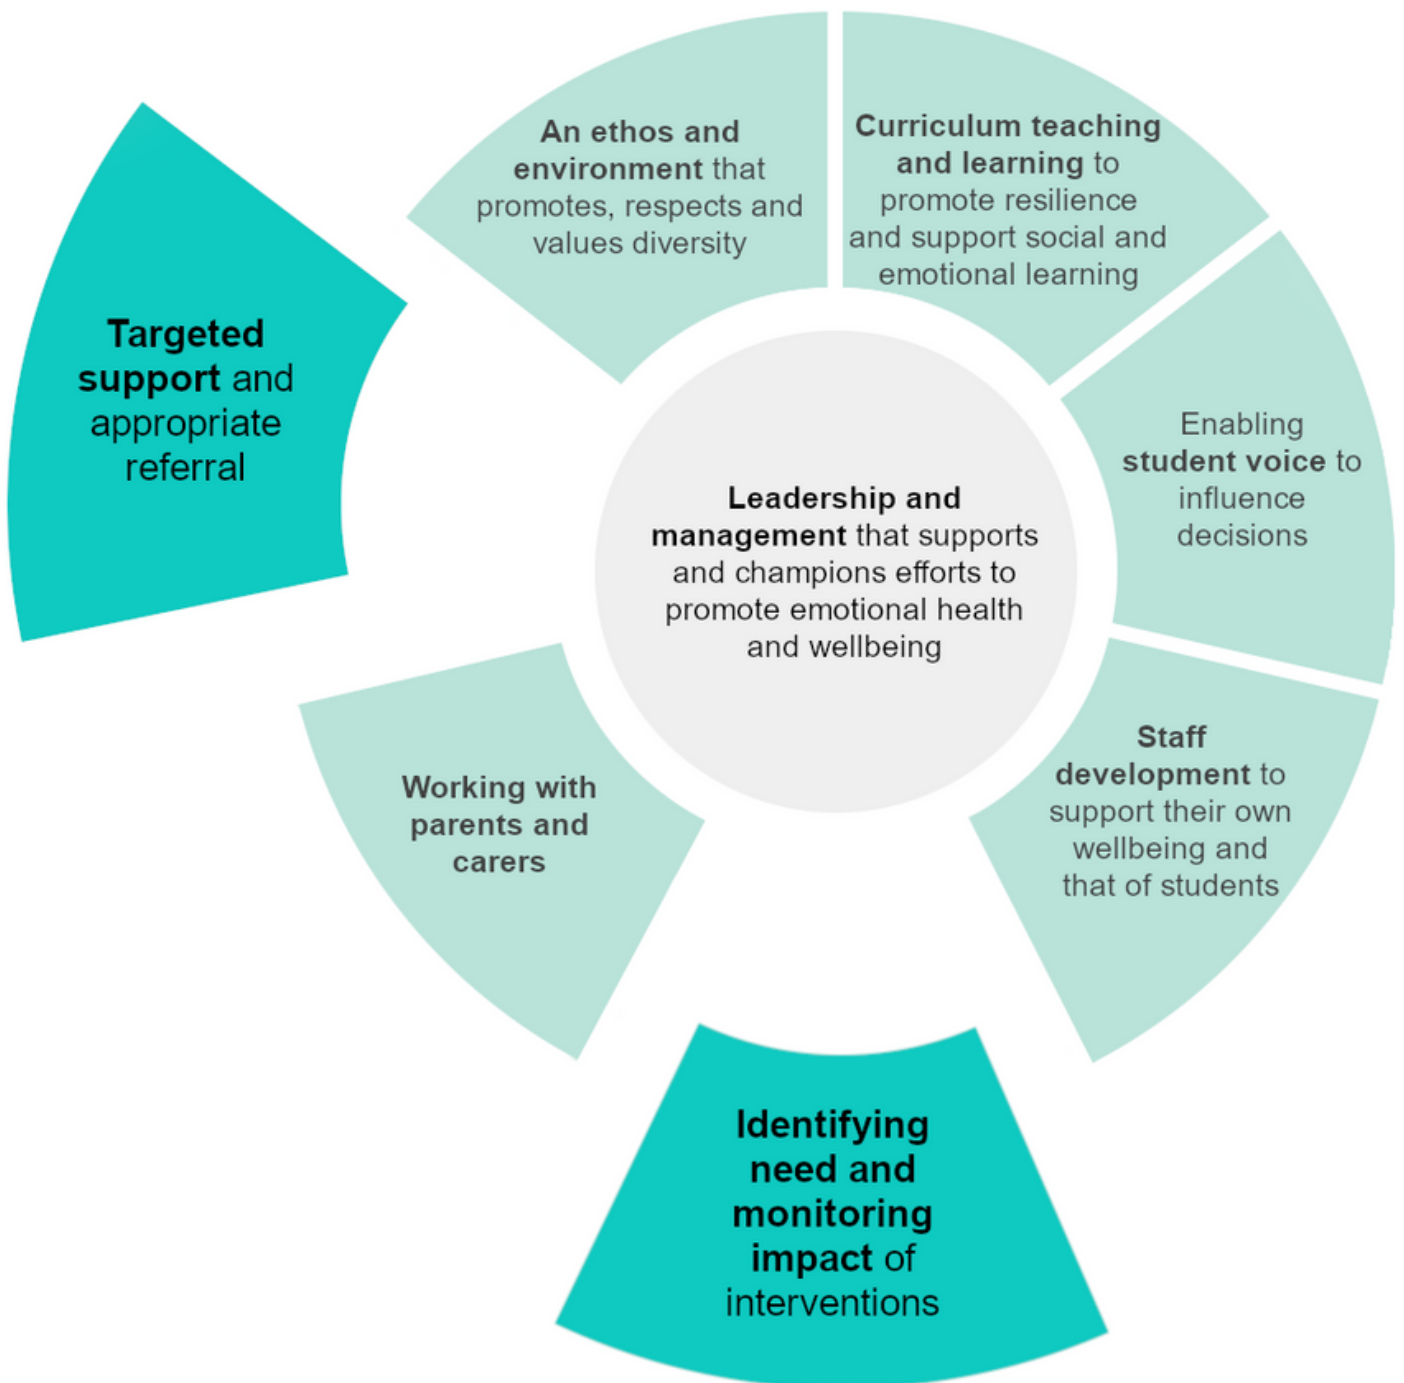 An ethos and
environment that
promotes, respects and
values diversity
Curriculum teaching
and learning to
promote resilience
and support social and
emotional learning
Enabling
student voice to
influence
decisions
Staff
development to
support their own
wellbeing and
that of students
Identifying
need and
monitoring
impact of
interventions
Working with
parents and
carers
Targeted
support and
appropriate
referral
Leadership and
management that supports
and champions efforts to
promote emotional health
and wellbeing